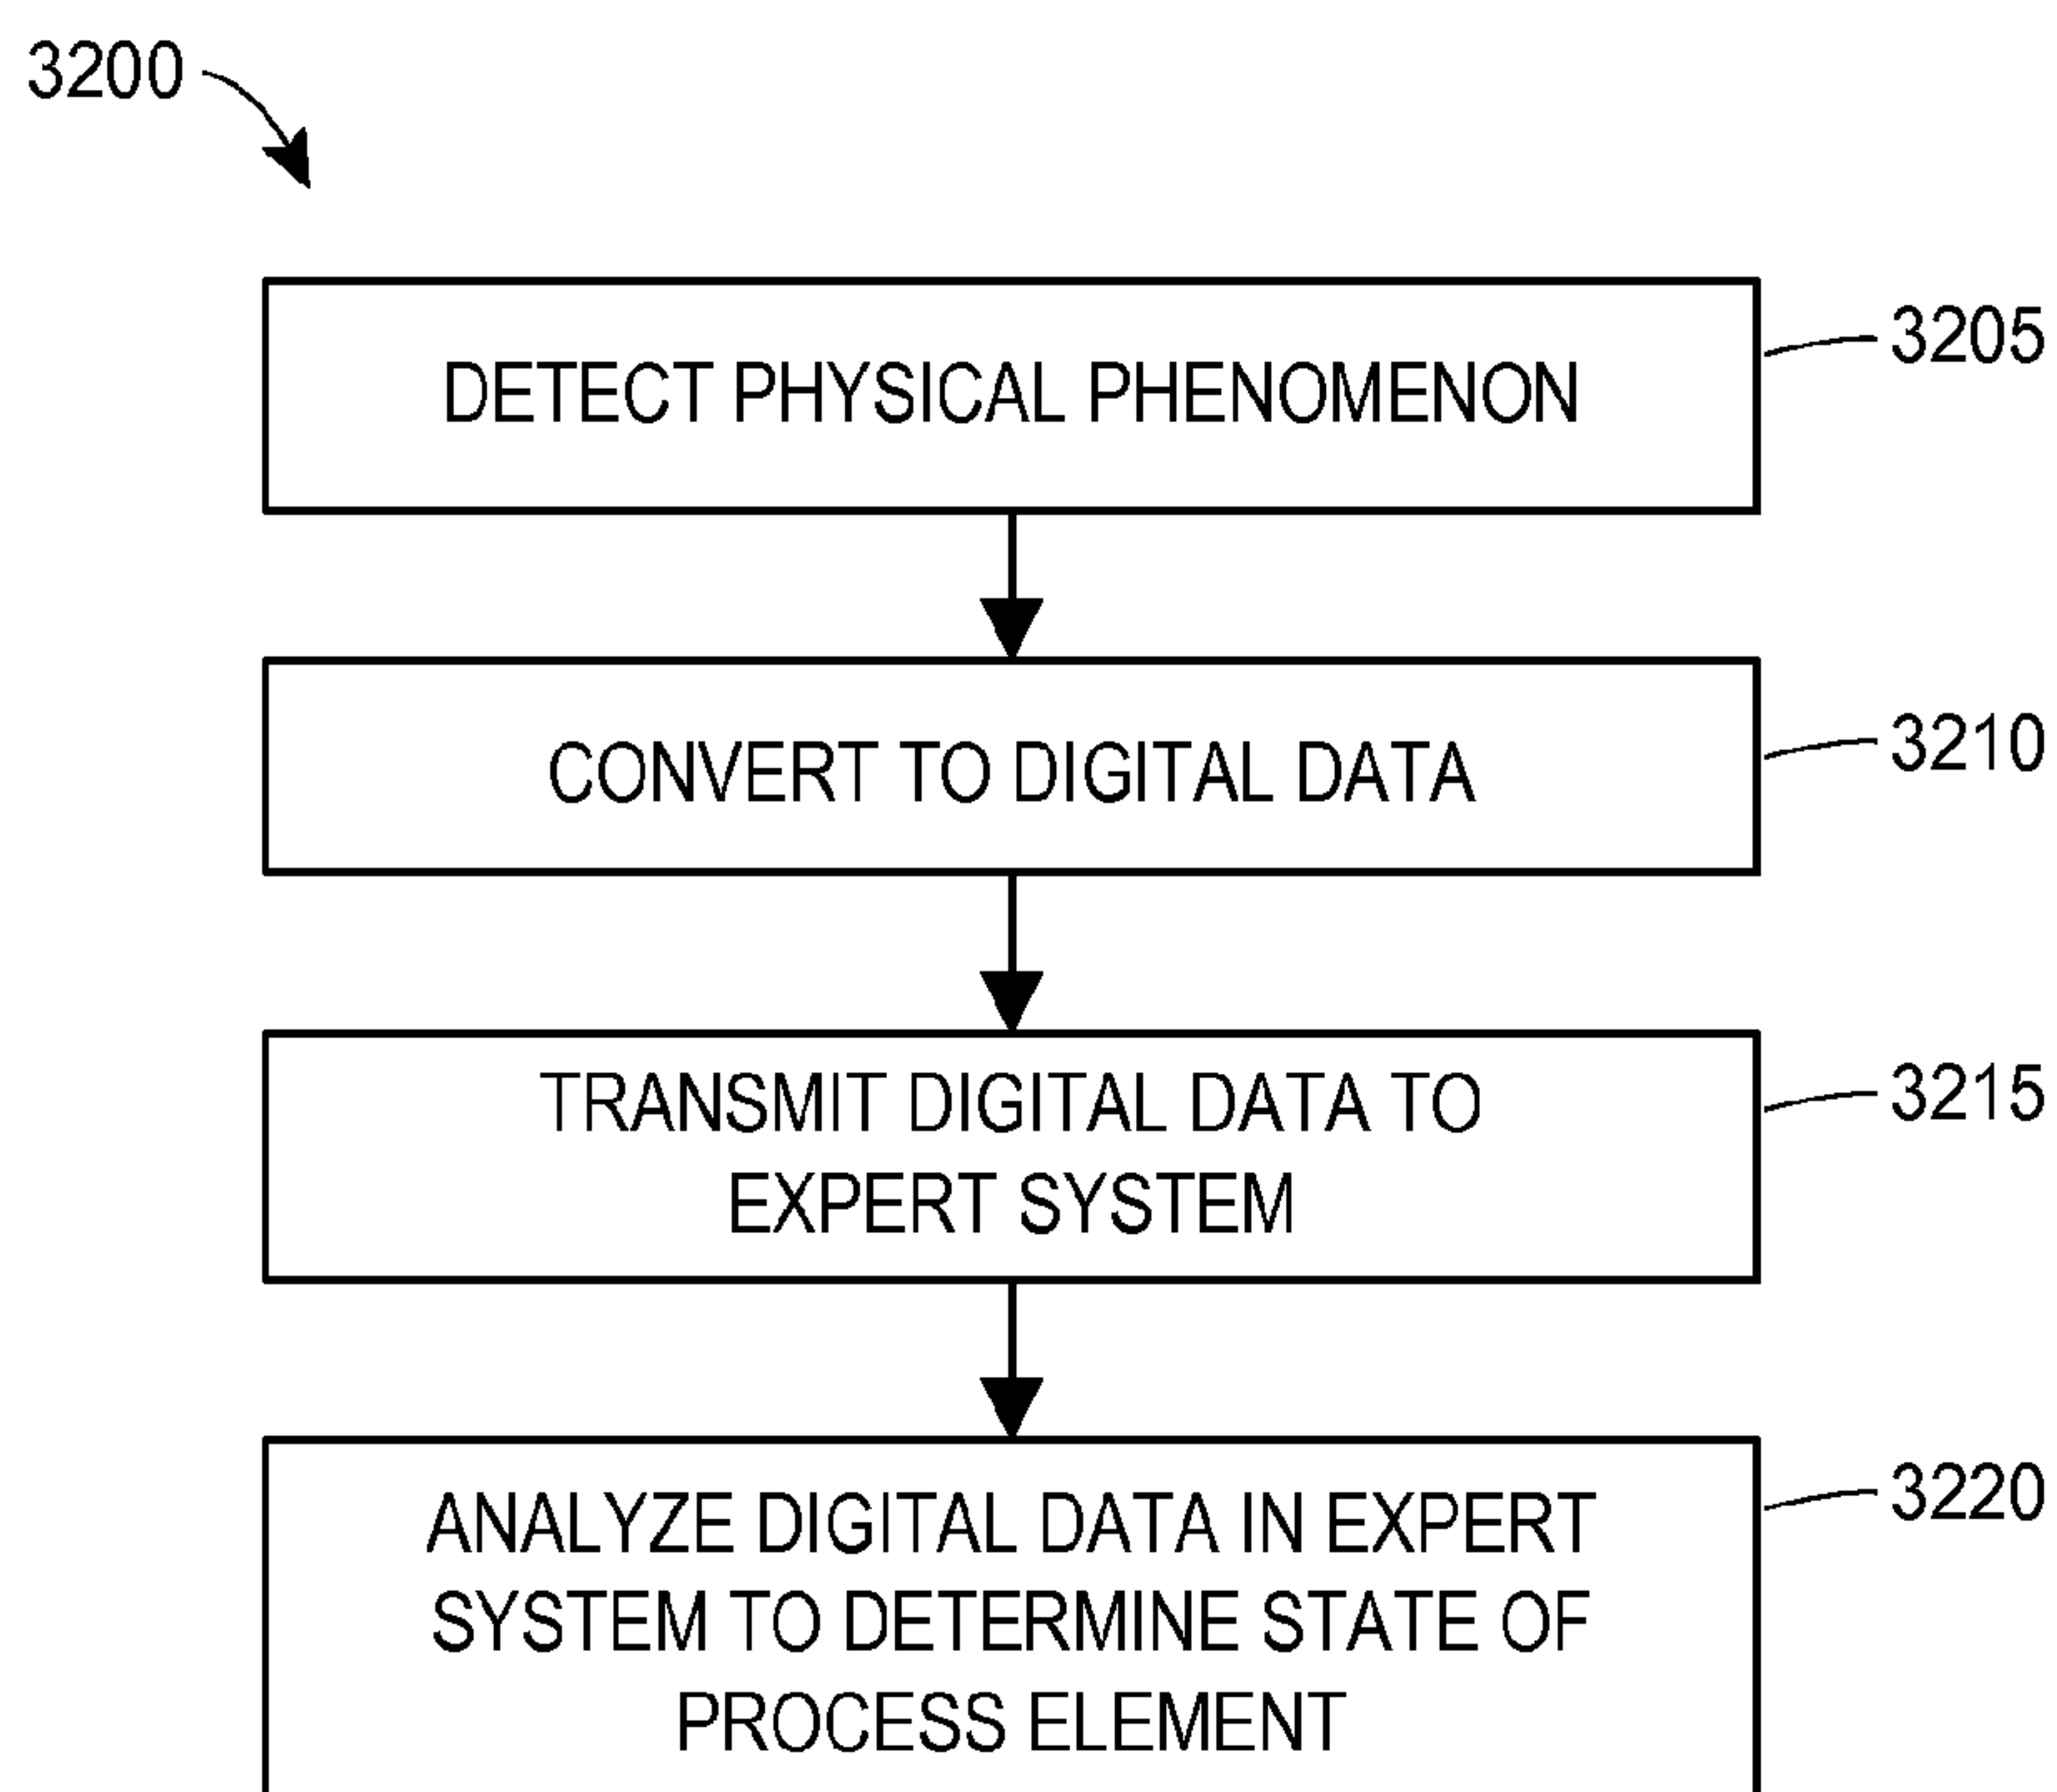 3200
DETECT PHYSICAL PHENOMENON
3205
CONVERT TO DIGITAL DATA
3210
TRANSMIT DIGITAL DATA TO
EXPERT SYSTEM
3215
ANALYZE DIGITAL DATA IN EXPERT
SYSTEM TO DETERMINE STATE OF
PROCESS ELEMENT
3220